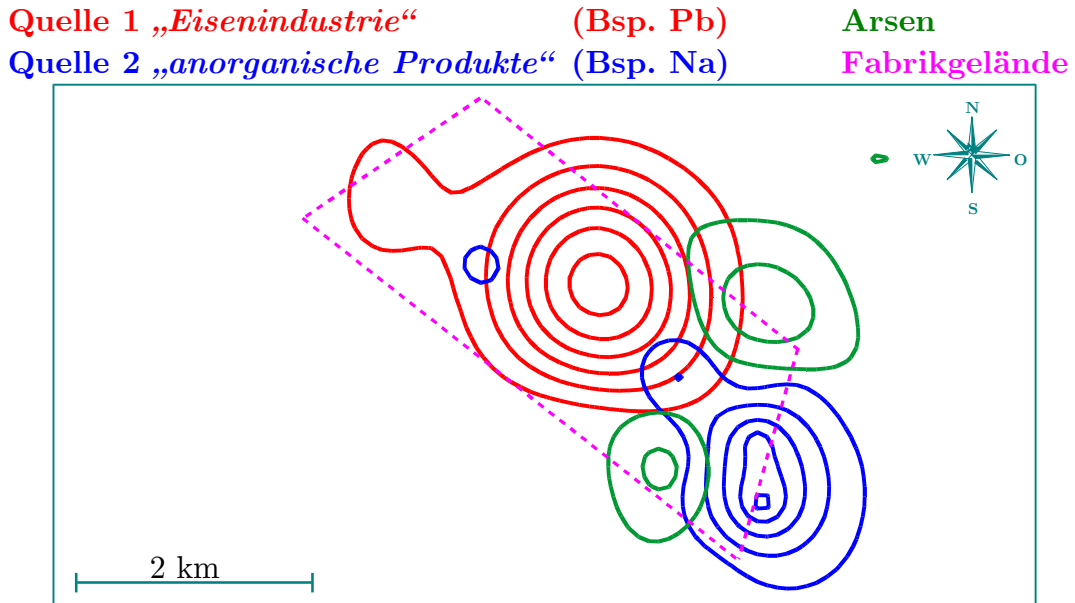 Quelle 1 „Eisenindustrie“ (Bsp. Pb) Arsen
Quelle 2 „anorganische Produkte“ (Bsp. Na) Fabrikgelände
N
W O
S
2 km